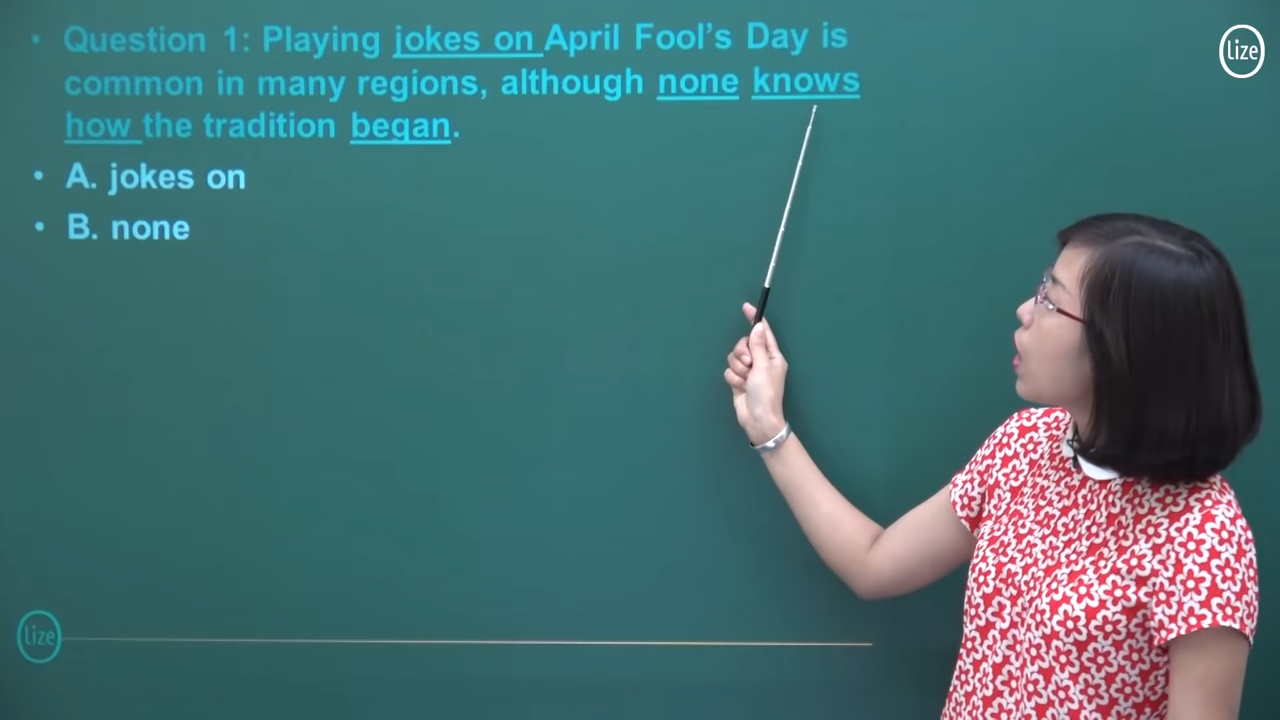 • Question 1: Playing jokes on April Fool's Day is
common in many regions, although none knows
how the tradition began.
• A. jokes on
• B. none
lize
lize